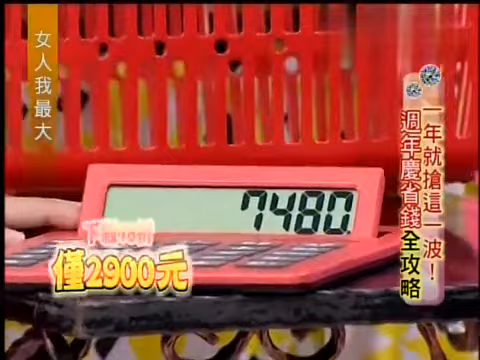 女人我最大
一年就搶這一波！
週年慶省錢全攻略
7480.
僅2900元